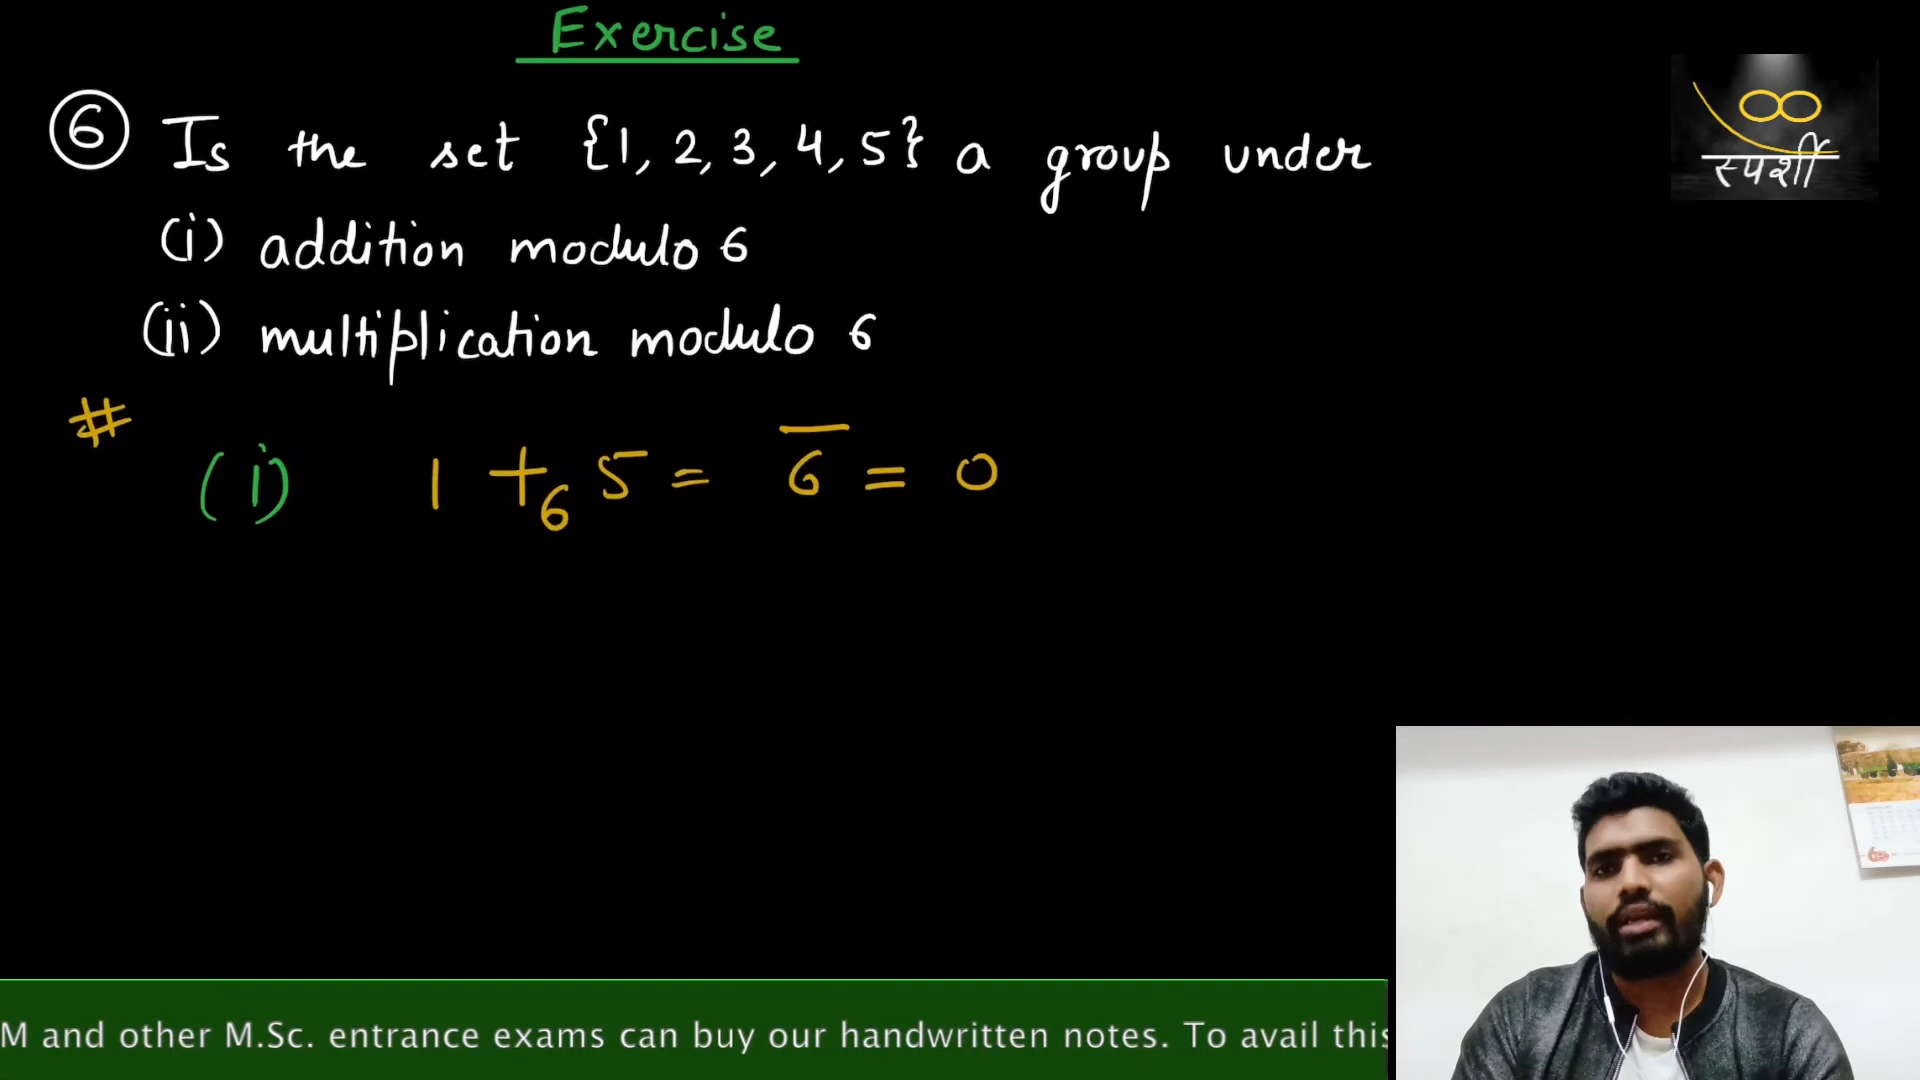 Exercise
⑥ Is the set {1, 2, 3, 4, 5} a group under
(i) addition modulo 6
(ii) multiplication modulo 6
#
(i) 1 +₆ 5 = 6̅ = 0
स्पर्शी
M and other M.Sc. entrance exams can buy our handwritten notes. To avail this